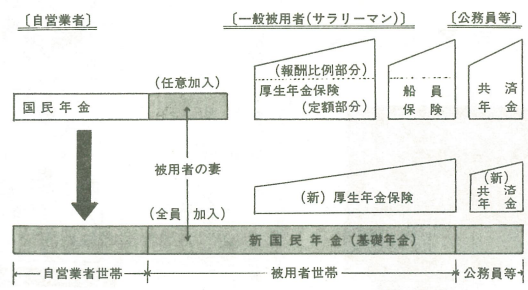 〔自営業者〕 〔一般被用者(サラリーマン)〕 〔公務員等〕
(任意加入)
国民年金
(報酬比例部分)
厚生年金保険
(定額部分)
船員
保険
共済
年金
被用者の妻
(全員加入)
(新)厚生年金保険
(新)
共済
年金
新国民年金(基礎年金)
自営業者世帯 被用者世帯 公務員等